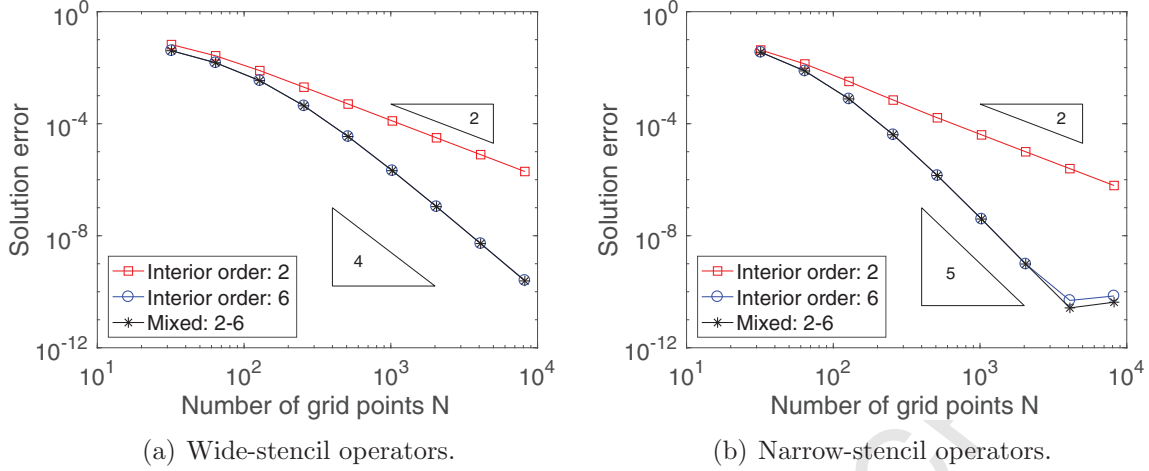 10^0
10^-4
10^-8
10^-12
Solution error
2
4
Interior order: 2
Interior order: 6
Mixed: 2-6
10^1
10^2
10^3
10^4
Number of grid points N
(a) Wide-stencil operators.
10^0
10^-4
10^-8
10^-12
Solution error
2
5
Interior order: 2
Interior order: 6
Mixed: 2-6
10^1
10^2
10^3
10^4
Number of grid points N
(b) Narrow-stencil operators.